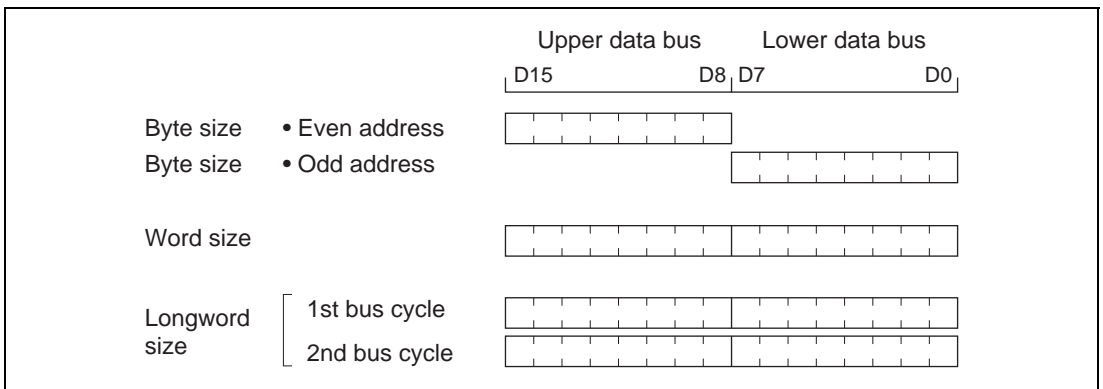 Upper data bus Lower data bus
D15 D8 D7 D0
Byte size • Even address
Byte size • Odd address
Word size
Longword size
1st bus cycle
2nd bus cycle